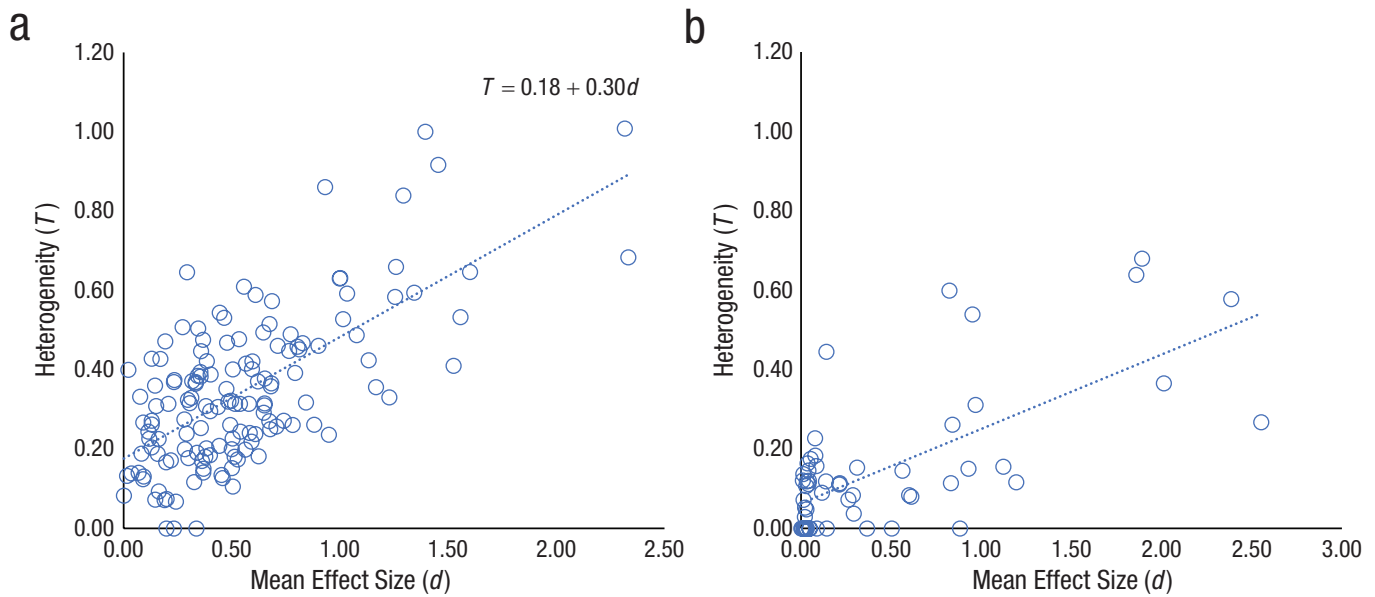 a
1.20
1.00
0.80
0.60
0.40
0.20
0.00
Heterogeneity (T)
T = 0.18 + 0.30d
0.00 0.50 1.00 1.50 2.00 2.50
Mean Effect Size (d)
b
1.20
1.00
0.80
0.60
0.40
0.20
0.00
Heterogeneity (T)
0.00 0.50 1.00 1.50 2.00 2.50 3.00
Mean Effect Size (d)